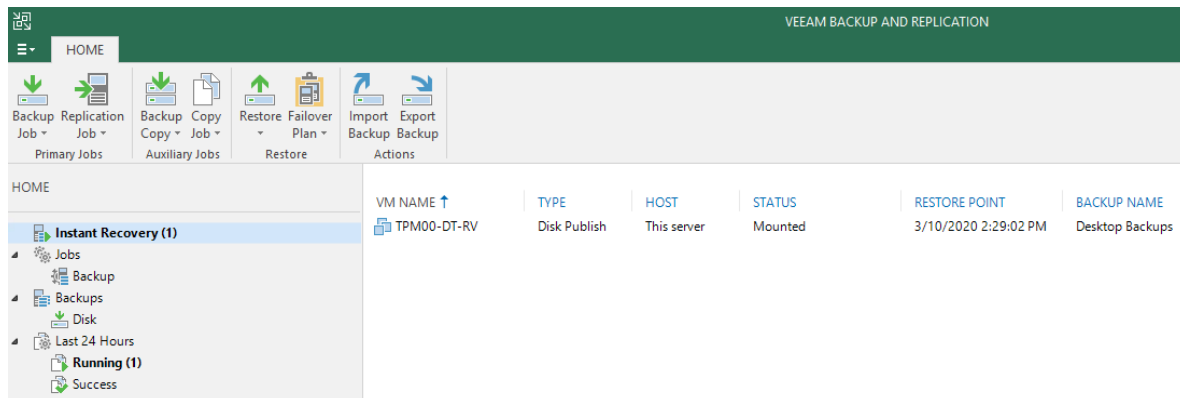 VEEAM BACKUP AND REPLICATION
HOME
Backup Replication Backup Copy Restore Failover Import Export
Job Job Copy Job Plan Backup Backup
Primary Jobs Auxiliary Jobs Restore Actions
HOME
VM NAME TYPE HOST STATUS RESTORE POINT BACKUP NAME
TPM00-DT-RV Disk Publish This server Mounted 3/10/2020 2:29:02 PM Desktop Backups
Instant Recovery (1)
Jobs
Backup
Backups
Disk
Last 24 Hours
Running (1)
Success